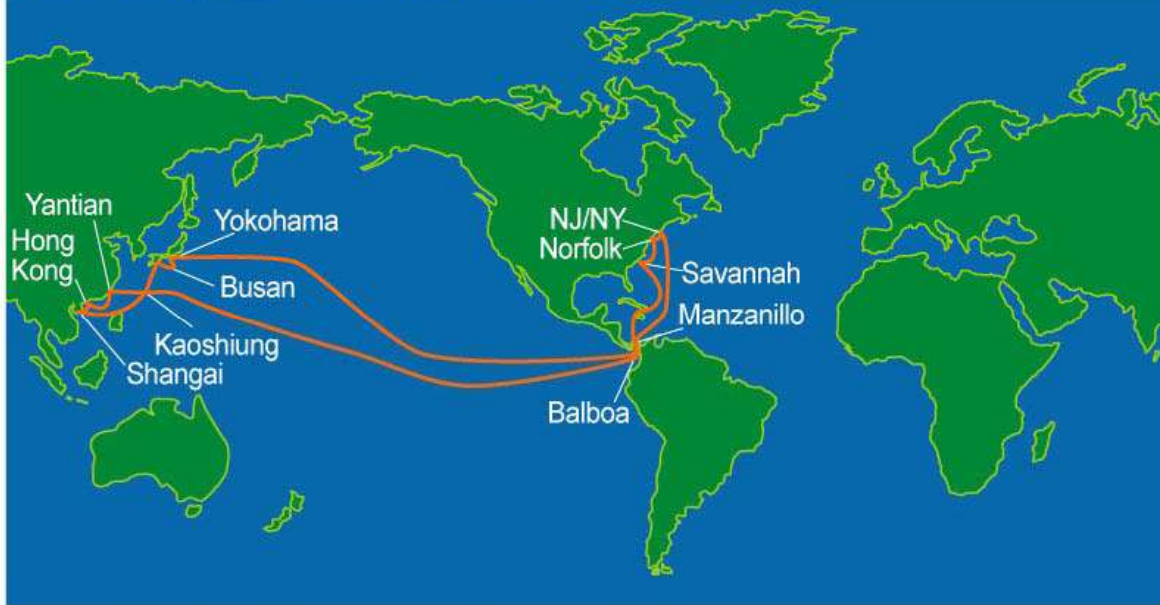 Yantian
Hong
Kong
Yokohama
Busan
Kaoshiung
Shangai
NJ/NY
Norfolk
Savannah
Manzanillo
Balboa